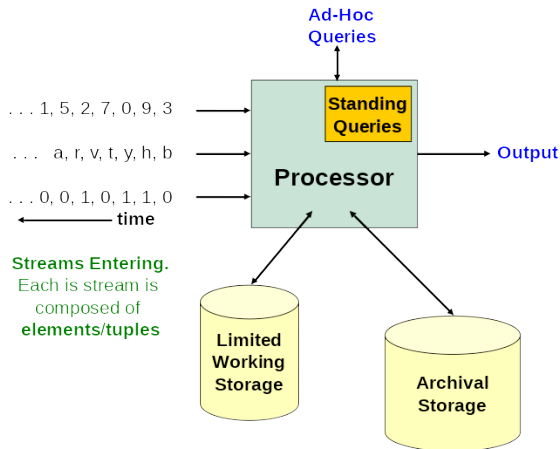 Ad-Hoc
Queries
. . . 1, 5, 2, 7, 0, 9, 3
Standing
Queries
. . . a, r, v, t, y, h, b
Output
Processor
. . . 0, 0, 1, 0, 1, 1, 0
time
Streams Entering.
Each is stream is
composed of
elements/tuples
Limited
Working
Storage
Archival
Storage